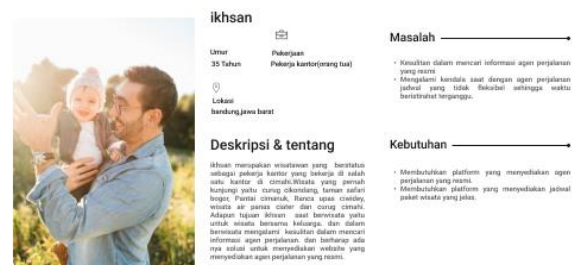 ikhsan
Umur
Pekerjaan
35 Tahun
Pekerja kantor(orang tua)
Lokasi
bandung,jawa barat
Deskripsi & tentang
ikhsan merupakan wisatawan yang berstatus
sebagai pekerja kantor yang bekerja di salah
satu kantor di cimahi.Wisata yang pernah
kunjungi yaitu curug cikondang, taman safari
bogor, Pantai cimanuk, Ranca upas ciwidey,
wisata air panas ciater dan curug cimahi.
Adapun tujuan ikhsan saat berwisata yaitu
untuk wisata bersama keluarga. dan dalam
berwisata mengalami kesulitan dalam mencari
informasi agen perjalanan. dan berharap ada
nya solusi untuk menyediakan website yang
menyediakan agen perjalanan yang resmi.
Masalah
• Kesulitan dalam mencari informasi agen perjalanan
yang resmi
• Mengalami kendala saat dengan agen perjalanan
jadwal yang tidak fleksibel sehingga waktu
beristirahat terganggu.
Kebutuhan
• Membutuhkan platform yang menyediakan agen
perjalanan yang resmi.
• Membutuhkan platform yang menyediakan jadwal
paket wisata yang jelas.